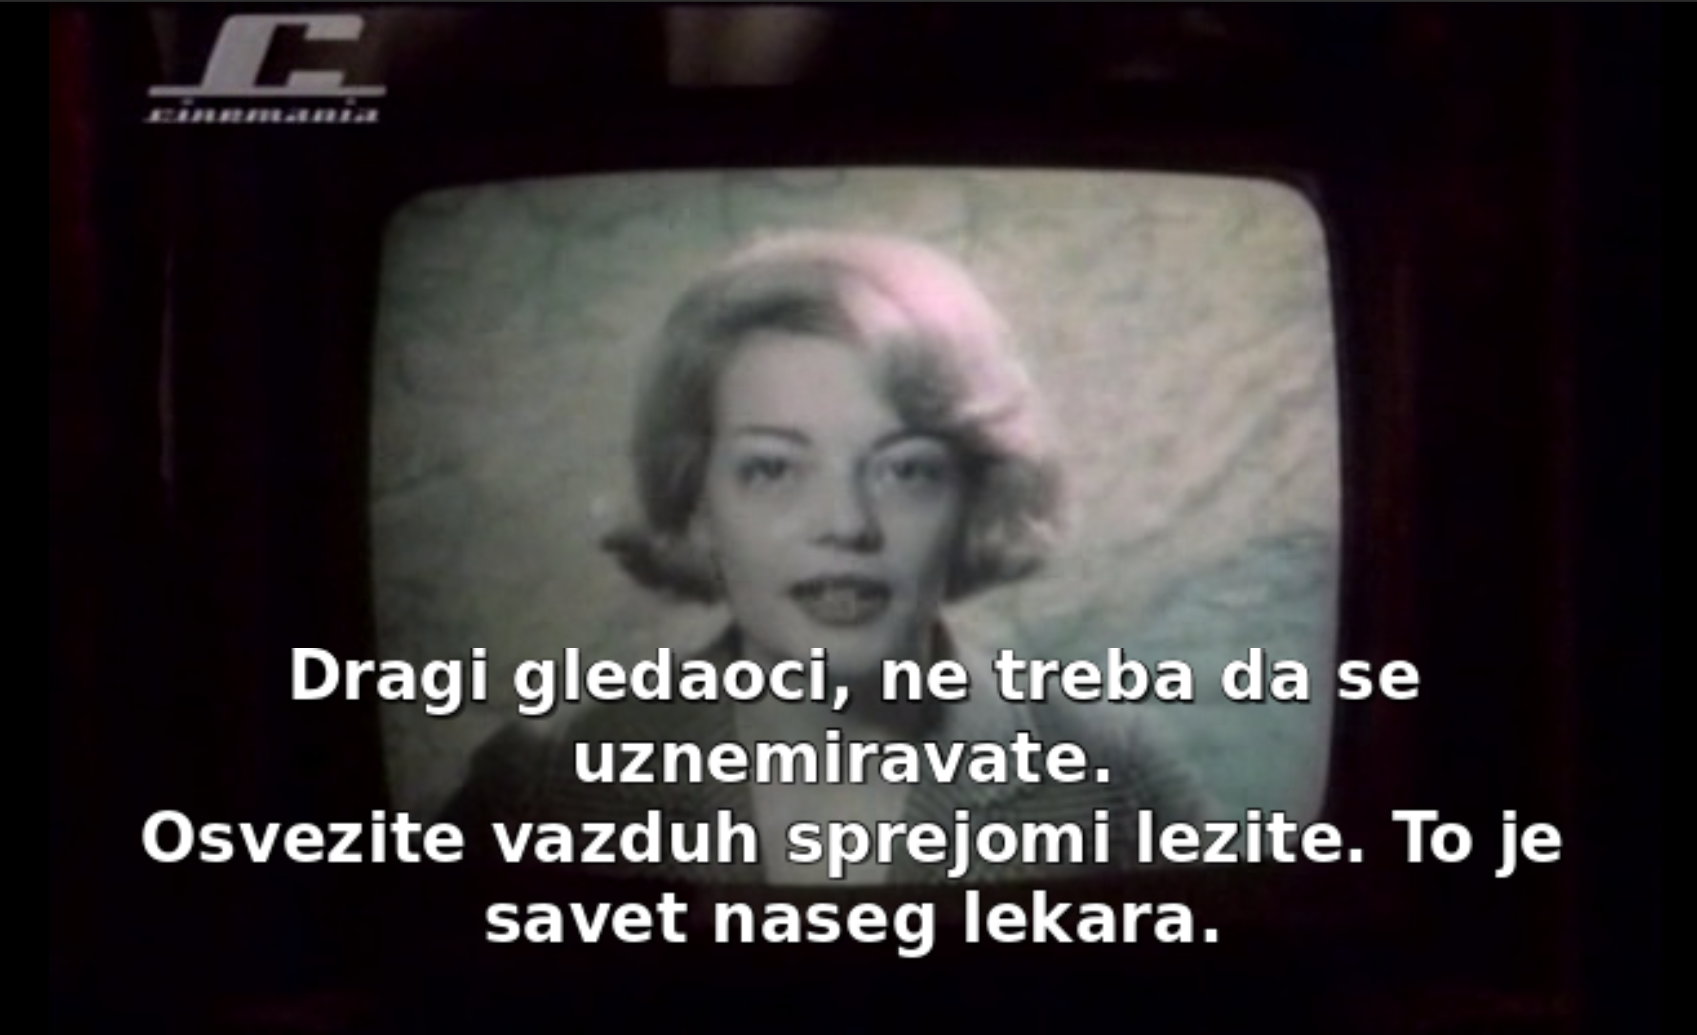 C
cinemania
Dragi gledaoci, ne treba da se
uznemiravate.
Osvezite vazduh sprejomi lezite. To je
savet naseg lekara.